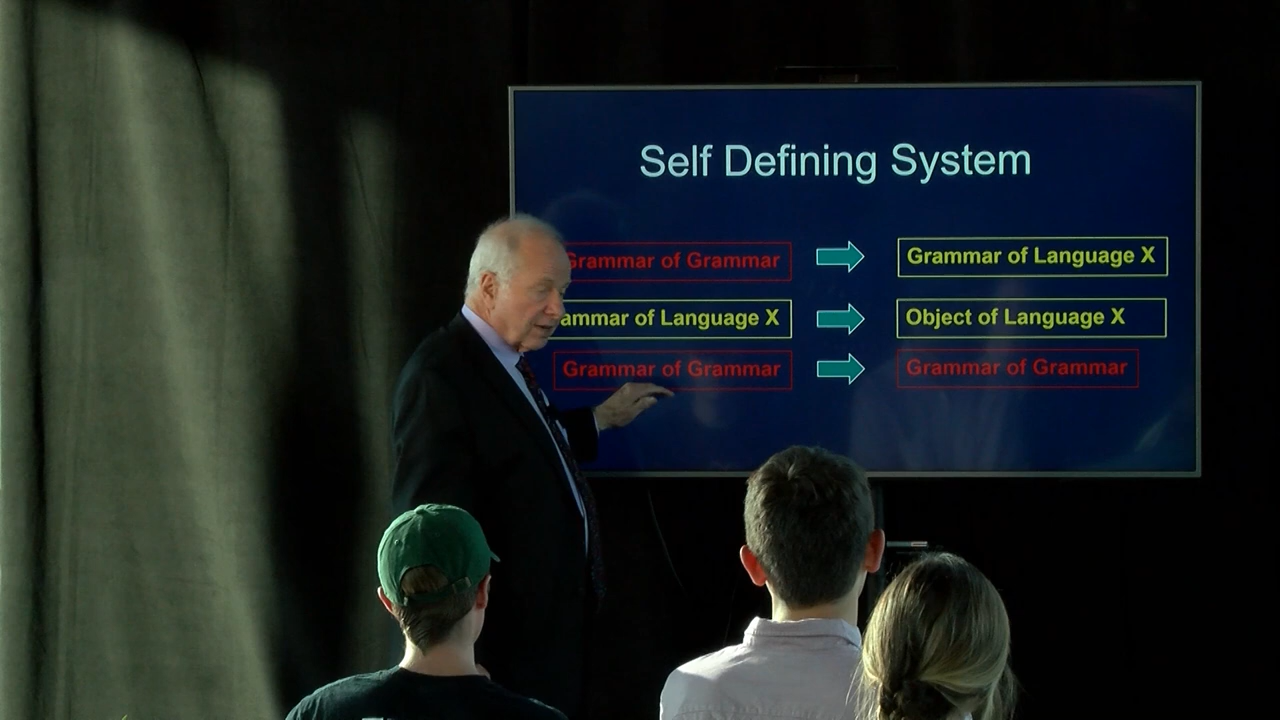 Self Defining System
Grammar of Grammar Grammar of Language X
ammar of Language X Object of Language X
Grammar of Grammar Grammar of Grammar